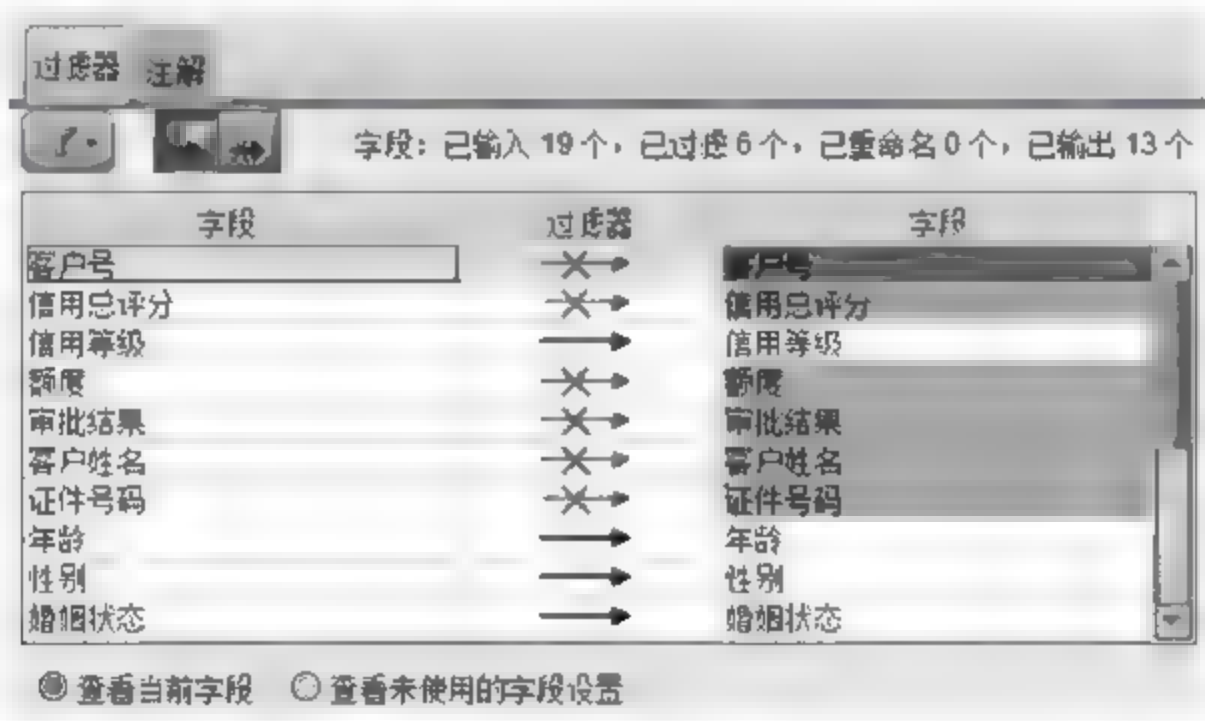 过滤器 注解
字段：已输入 19 个，已过滤 6 个，已重命名 0 个，已输出 13 个
字段 过滤器 字段
客户号 客户号
信用总评分 信用总评分
信用等级 信用等级
额度 额度
审批结果 审批结果
客户姓名 客户姓名
证件号码 证件号码
年龄 年龄
性别 性别
婚姻状态 婚姻状态
查看当前字段 查看未使用的字段设置